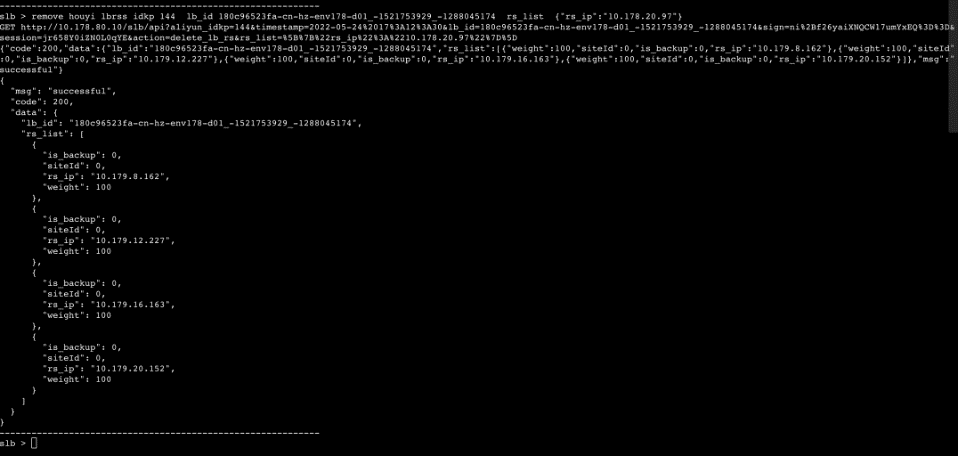 ------------------------------------------------------------
slb > remove houyi lbrss idkp 144  lb_id 180c96523fa-cn-hz-env178-d01_-1521753929_-1288045174  rs_list  {"rs_ip":"10.178.20.97"}
GET http://10.178.80.10/slb/api?aliyun_idkp=144&timestamp=2022-05-24%2017%3A12%3A30&lb_id=180c96523fa-cn-hz-env178-d01_-1521753929_-1288045174&sign=ni%2Bf26yaiXNQCW17umYxEQ%3D%3D&
session=jr658Y0iZN0L0qYE&action=delete_lb_rs&rs_list=%5B%7B%22rs_ip%22%3A%2210.178.20.97%22%7D%5D
{"code":200,"data":{"lb_id":"180c96523fa-cn-hz-env178-d01_-1521753929_-1288045174","rs_list":[{"weight":100,"siteId":0,"is_backup":0,"rs_ip":"10.179.8.162"},{"weight":100,"siteId"
:0,"is_backup":0,"rs_ip":"10.179.12.227"},{"weight":100,"siteId":0,"is_backup":0,"rs_ip":"10.179.16.163"},{"weight":100,"siteId":0,"is_backup":0,"rs_ip":"10.179.20.152"}]},"msg":"
successful"}
{
  "msg": "successful",
  "code": 200,
  "data": {
    "lb_id": "180c96523fa-cn-hz-env178-d01_-1521753929_-1288045174",
    "rs_list": [
      {
        "is_backup": 0,
        "siteId": 0,
        "rs_ip": "10.179.8.162",
        "weight": 100
      },
      {
        "is_backup": 0,
        "siteId": 0,
        "rs_ip": "10.179.12.227",
        "weight": 100
      },
      {
        "is_backup": 0,
        "siteId": 0,
        "rs_ip": "10.179.16.163",
        "weight": 100
      },
      {
        "is_backup": 0,
        "siteId": 0,
        "rs_ip": "10.179.20.152",
        "weight": 100
      }
    ]
  }
}
------------------------------------------------------------
slb >